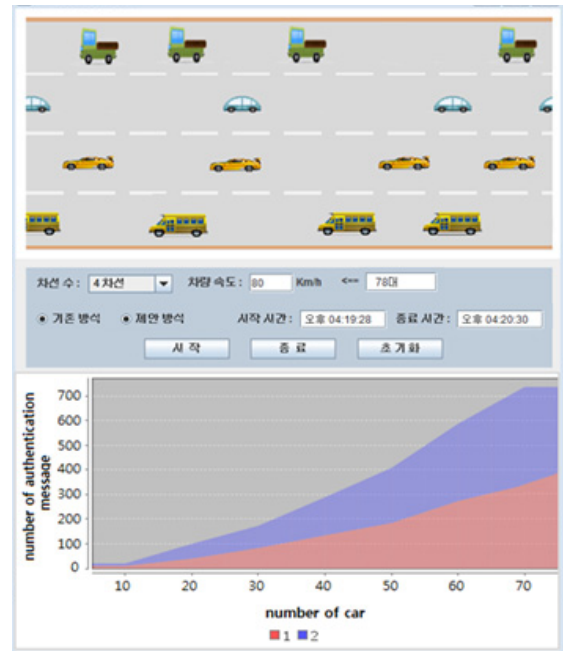 차선 수 : 4차선 차량 속도 : 80 Km/h <== 78대
기존 방식 제안 방식 시작 시간 : 오후 04:19:28 종료 시간 : 오후 04:20:30
시 작 종 료 초 기 화
number of authentication
message
700
600
500
400
300
200
100
0
10 20 30 40 50 60 70
number of car
1 2